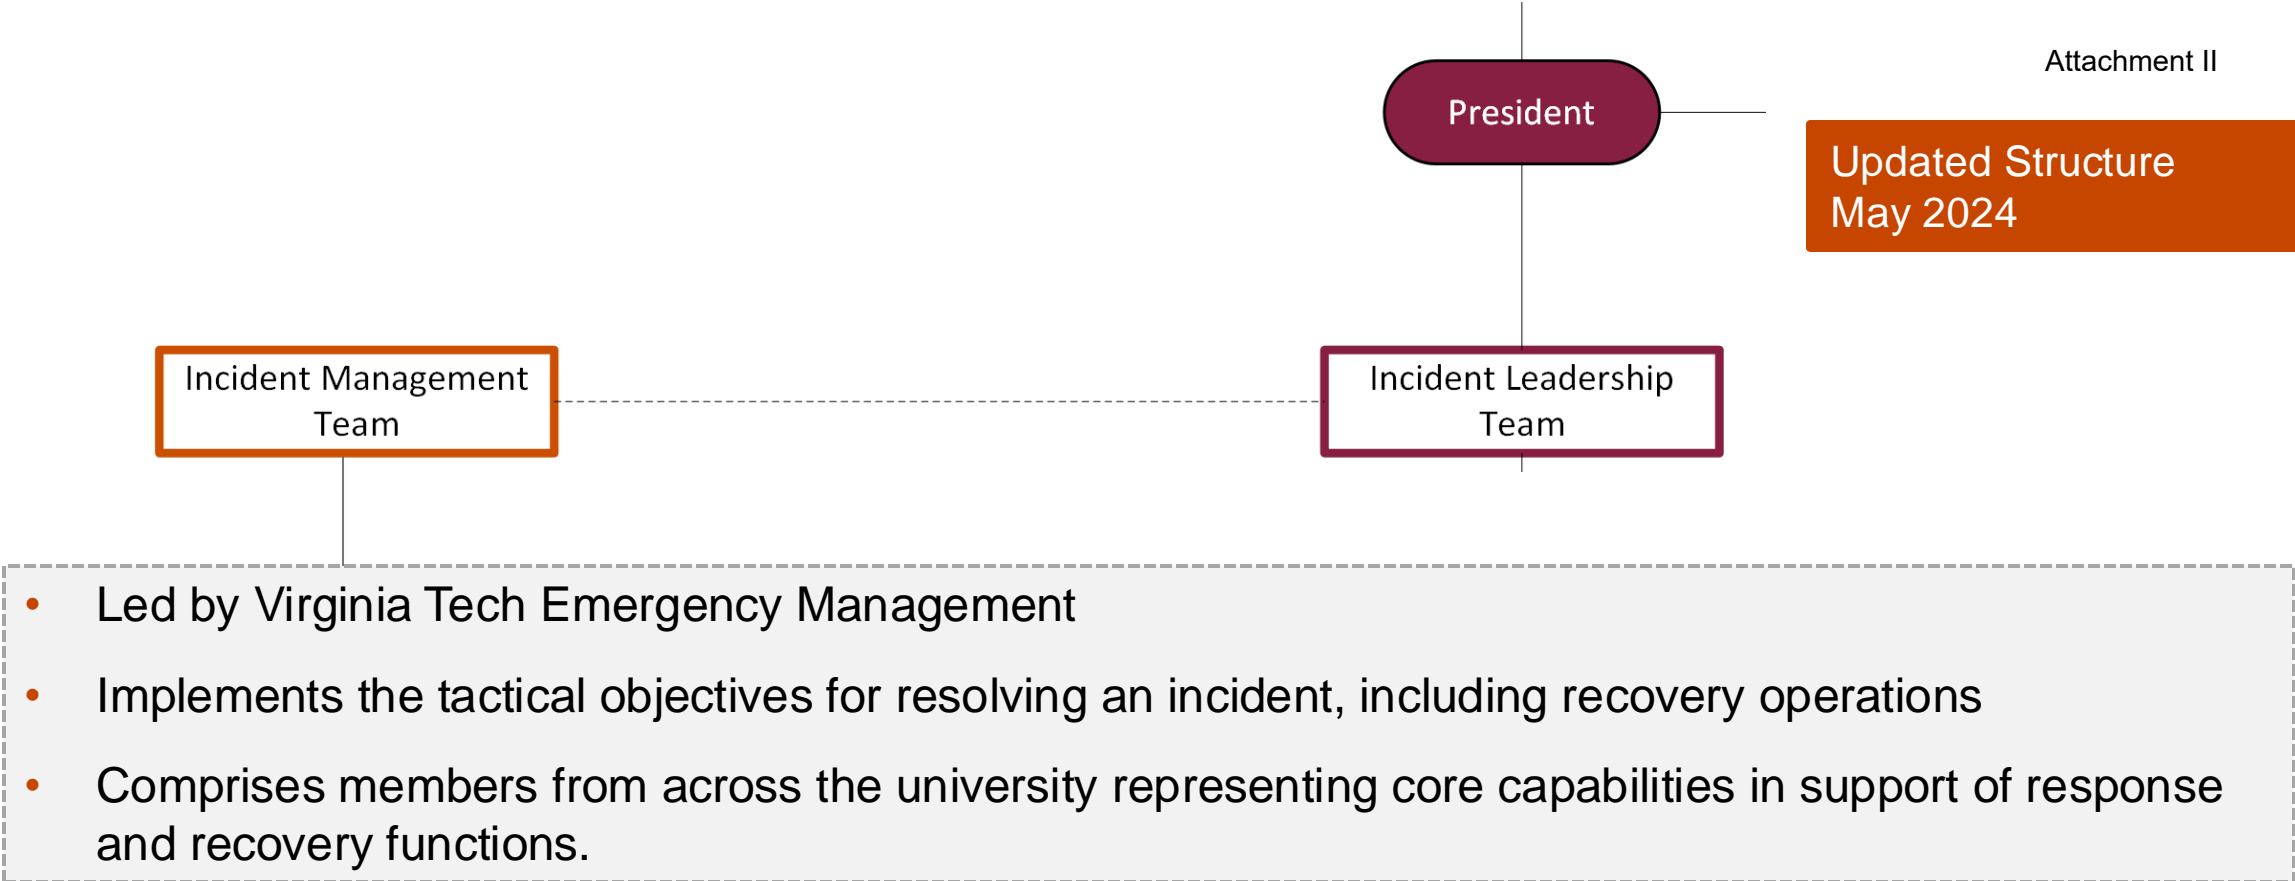 Attachment II
President
Updated Structure
May 2024
Incident Management
Team
Incident Leadership
Team
• Led by Virginia Tech Emergency Management
• Implements the tactical objectives for resolving an incident, including recovery operations
• Comprises members from across the university representing core capabilities in support of response
and recovery functions.